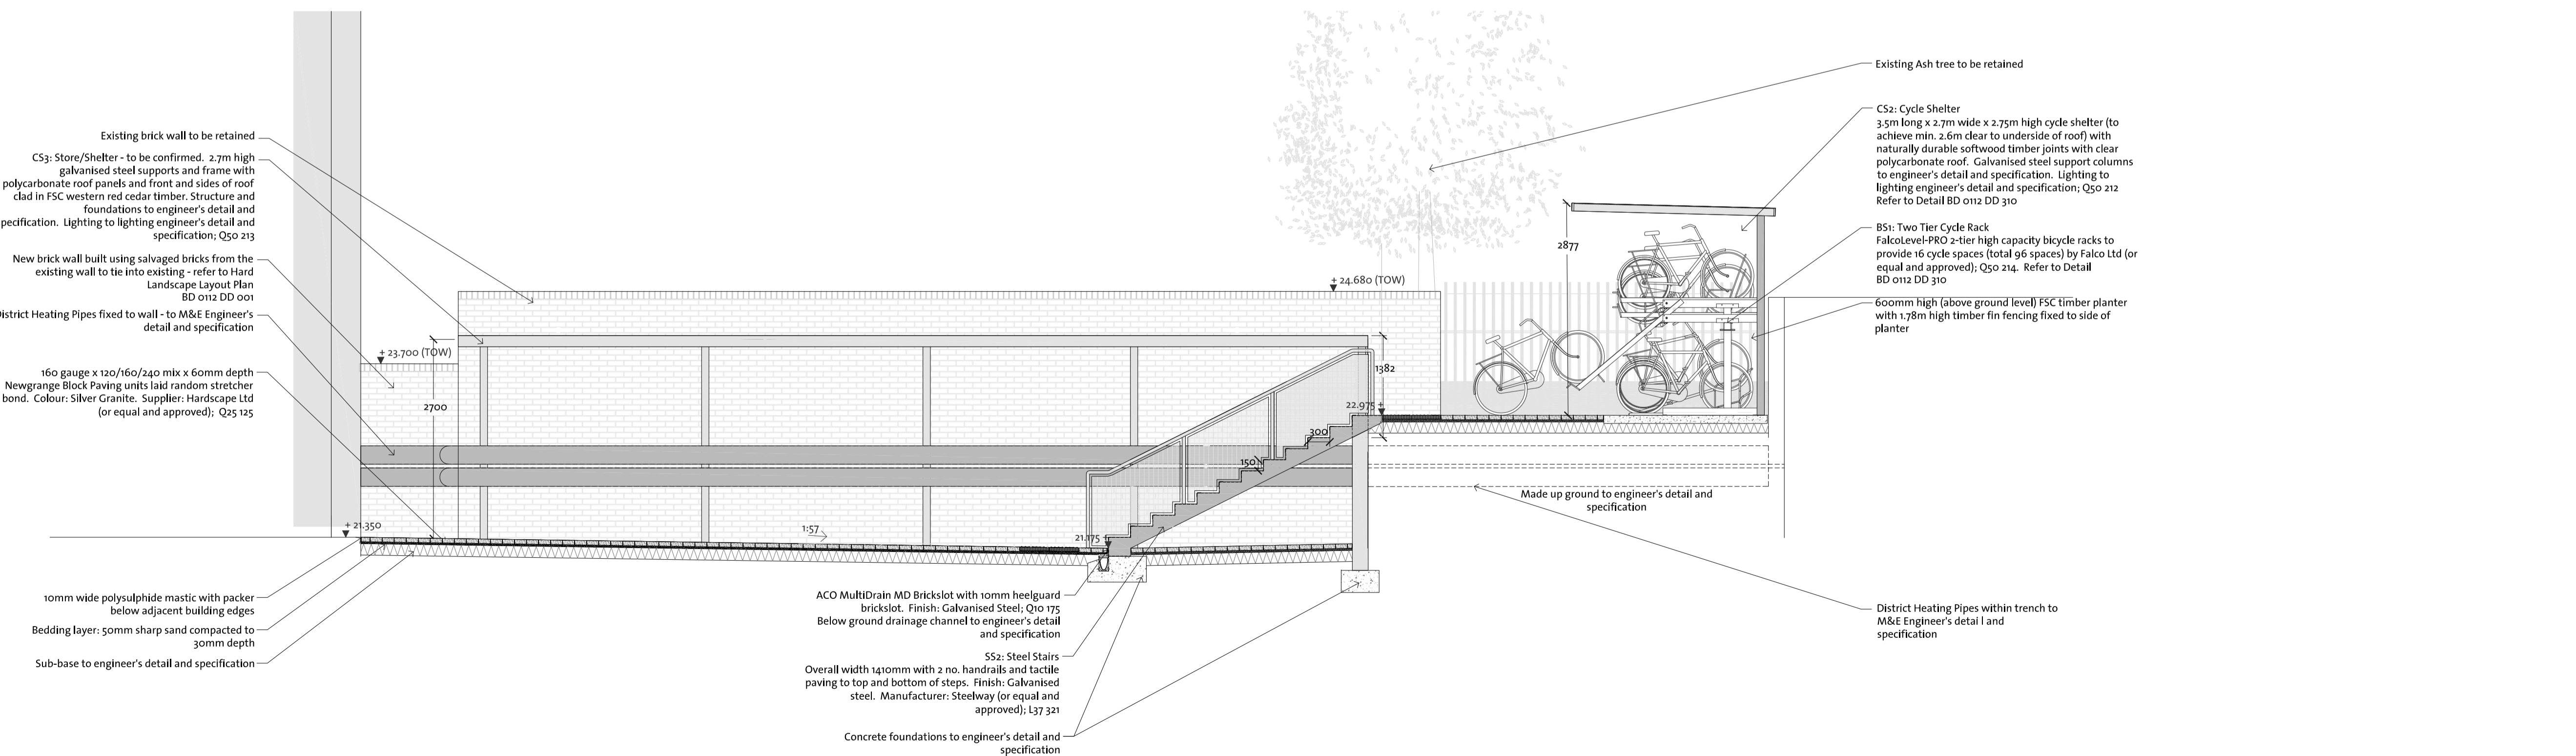 Existing brick wall to be retained
CS3: Store/Shelter - to be confirmed. 2.7m high
galvanised steel supports and frame with
polycarbonate roof panels and front and sides of roof
clad in FSC western red cedar timber. Structure and
foundations to engineer's detail and
pecification. Lighting to lighting engineer's detail and
specification; Q50 213
New brick wall built using salvaged bricks from the
existing wall to tie into existing - refer to Hard
Landscape Layout Plan
BD 0112 DD 001
District Heating Pipes fixed to wall - to M&E Engineer's
detail and specification
160 gauge x 120/160/240 mix x 60mm depth
Newgrange Block Paving units laid random stretcher
bond. Colour: Silver Granite. Supplier: Hardscape Ltd
(or equal and approved); Q25 125
10mm wide polysulphide mastic with packer
below adjacent building edges
Bedding layer: 50mm sharp sand compacted to
30mm depth
Sub-base to engineer's detail and specification
+ 23.700 (TOW)
2700
+ 21.350
1:57
+ 24.680 (TOW)
1382
22.975 +
300
150
21.175 +
2877
ACO MultiDrain MD Brickslot with 10mm heelguard
brickslot. Finish: Galvanised Steel; Q10 175
Below ground drainage channel to engineer's detail
and specification
SS2: Steel Stairs
Overall width 1410mm with 2 no. handrails and tactile
paving to top and bottom of steps. Finish: Galvanised
steel. Manufacturer: Steelway (or equal and
approved); L37 321
Concrete foundations to engineer's detail and
specification
Made up ground to engineer's detail and
specification
Existing Ash tree to be retained
CS2: Cycle Shelter
3.5m long x 2.7m wide x 2.75m high cycle shelter (to
achieve min. 2.6m clear to underside of roof) with
naturally durable softwood timber joints with clear
polycarbonate roof. Galvanised steel support columns
to engineer's detail and specification. Lighting to
lighting engineer's detail and specification; Q50 212
Refer to Detail BD 0112 DD 310
BS1: Two Tier Cycle Rack
FalcoLevel-PRO 2-tier high capacity bicycle racks to
provide 16 cycle spaces (total 96 spaces) by Falco Ltd (or
equal and approved); Q50 214. Refer to Detail
BD 0112 DD 310
600mm high (above ground level) FSC timber planter
with 1.78m high timber fin fencing fixed to side of
planter
District Heating Pipes within trench to
M&E Engineer's detai l and
specification